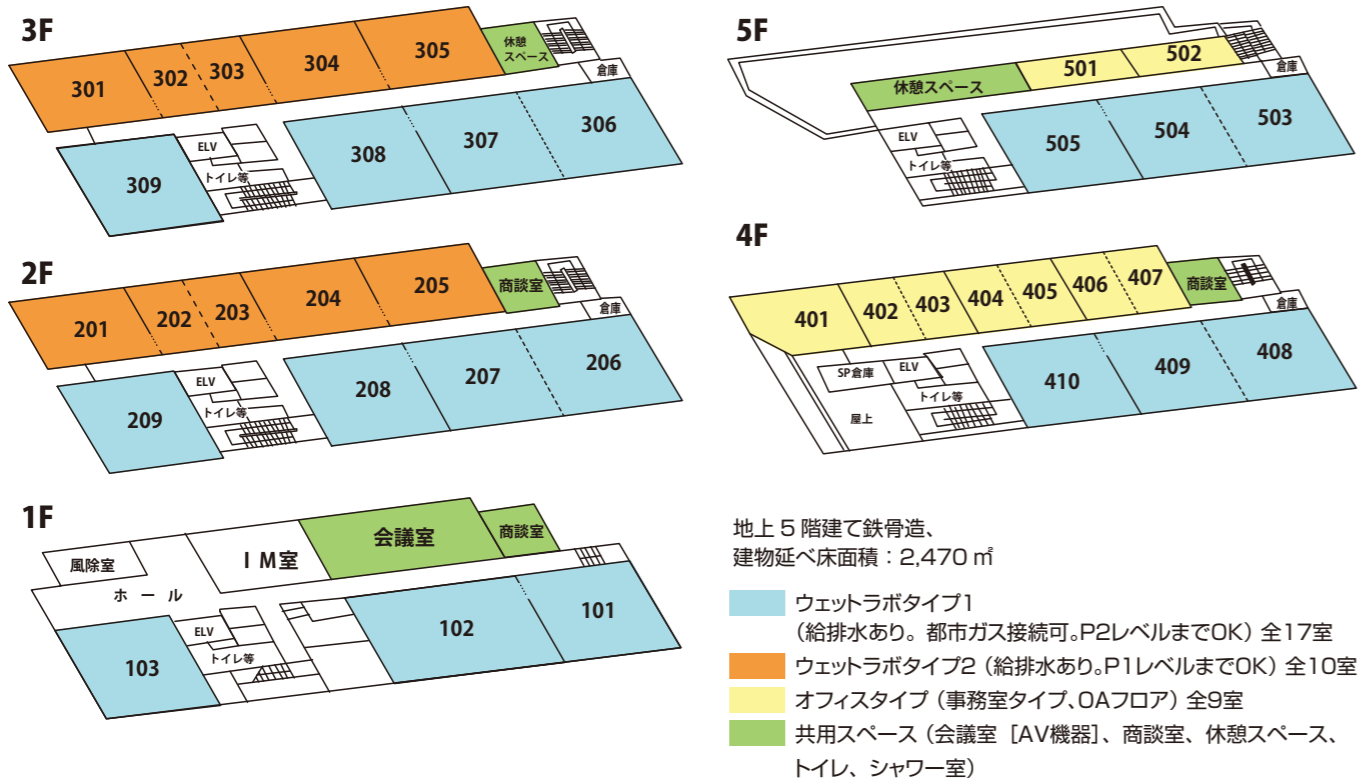 3F
301
302
303
304
305
休憩
スペース
倉庫
306
307
308
ELV
トイレ等
309
2F
201
202
203
204
205
商談室
倉庫
206
207
208
ELV
トイレ等
209
1F
風除室
ホール
IM室
会議室
商談室
101
102
ELV
トイレ等
103
5F
休憩スペース
501
502
倉庫
503
504
505
ELV
トイレ等
4F
401
402
403
404
405
406
407
商談室
倉庫
408
409
410
SP倉庫
ELV
トイレ等
屋上
地上5階建て鉄骨造、
建物延べ床面積：2,470㎡
ウェットラボタイプ1
（給排水あり。都市ガス接続可。P2レベルまでOK）全17室
ウェットラボタイプ2（給排水あり。P1レベルまでOK）全10室
オフィスタイプ（事務室タイプ、OAフロア）全9室
共用スペース（会議室［AV機器］、商談室、休憩スペース、
トイレ、シャワー室）